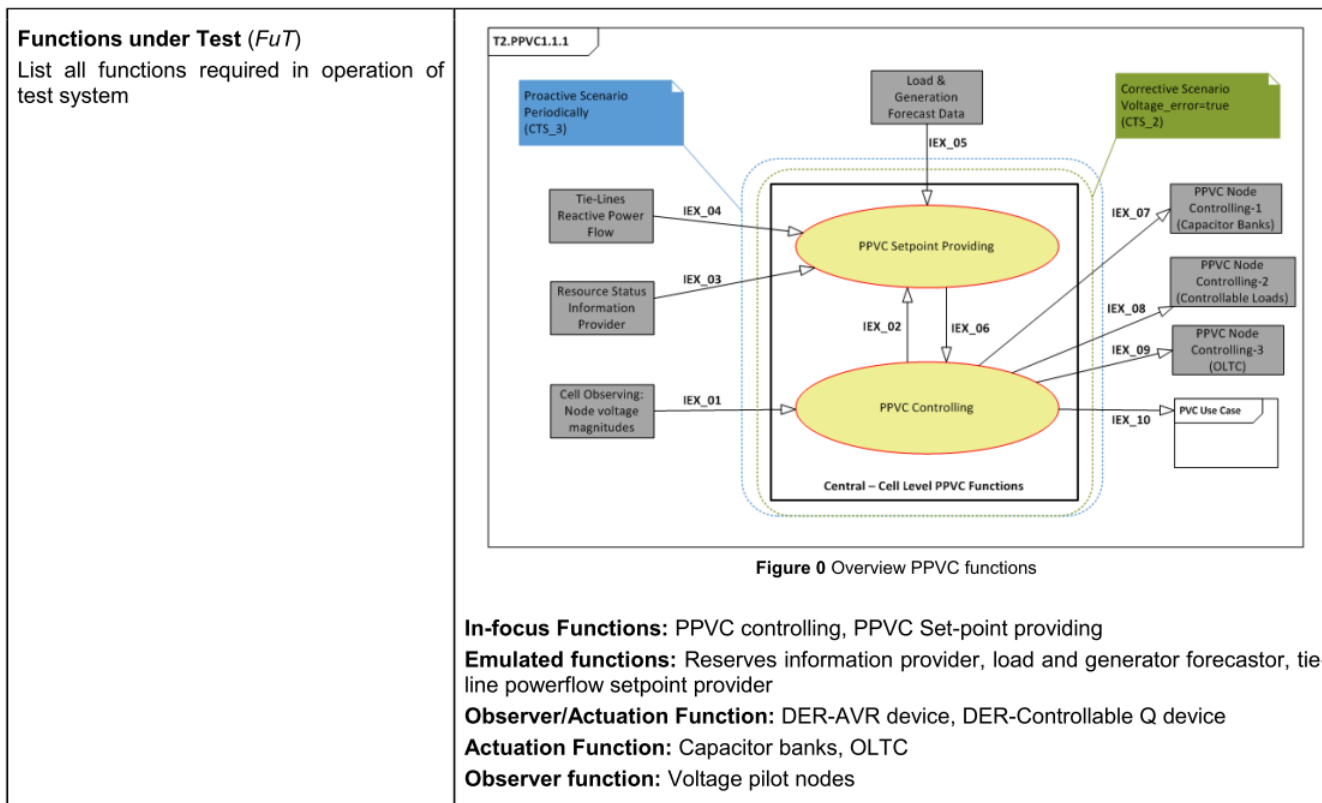 Functions under Test (FuT)
List all functions required in operation of
test system
T2.PPVC1.1.1
Proactive Scenario
Periodically
(CTS_3)
Load &
Generation
Forecast Data
Corrective Scenario
Voltage_error=true
(CTS_2)
IEX_05
Tie-Lines
Reactive Power
Flow
IEX_04
PPVC Setpoint Providing
IEX_07
PPVC Node
Controlling-1
(Capacitor Banks)
Resource Status
Information
Provider
IEX_03
IEX_02
IEX_06
IEX_08
PPVC Node
Controlling-2
(Controllable Loads)
IEX_09
PPVC Node
Controlling-3
(OLTC)
Cell Observing:
Node voltage
magnitudes
IEX_01
PPVC Controlling
IEX_10
PVC Use Case
Central – Cell Level PPVC Functions
Figure 0 Overview PPVC functions
In-focus Functions: PPVC controlling, PPVC Set-point providing
Emulated functions: Reserves information provider, load and generator forecastor, tie-
line powerflow setpoint provider
Observer/Actuation Function: DER-AVR device, DER-Controllable Q device
Actuation Function: Capacitor banks, OLTC
Observer function: Voltage pilot nodes